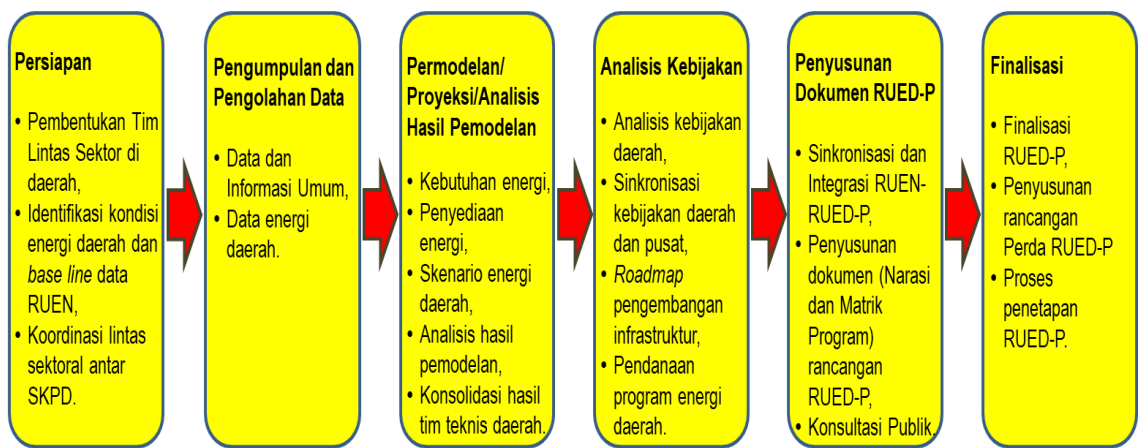 Persiapan
• Pembentukan Tim
Lintas Sektor di
daerah,
• Identifikasi kondisi
energi daerah dan
base line data
RUEN,
• Koordinasi lintas
sektoral antar
SKPD.
Pengumpulan dan
Pengolahan Data
• Data dan
Informasi Umum,
• Data energi
daerah.
Permodelan/
Proyeksi/Analisis
Hasil Pemodelan
• Kebutuhan energi,
• Penyediaan
energi,
• Skenario energi
daerah,
• Analisis hasil
pemodelan,
• Konsolidasi hasil
tim teknis daerah.
Analisis Kebijakan
• Analisis kebijakan
daerah,
• Sinkronisasi
kebijakan daerah
dan pusat,
• Roadmap
pengembangan
infrastruktur,
• Pendanaan
program energi
daerah.
Penyusunan
Dokumen RUED-P
• Sinkronisasi dan
Integrasi RUEN-
RUED-P,
• Penyusunan
dokumen (Narasi
dan Matrik
Program)
rancangan
RUED-P,
• Konsultasi Publik.
Finalisasi
• Finalisasi
RUED-P,
• Penyusunan
rancangan
Perda RUED-P
• Proses
penetapan
RUED-P.